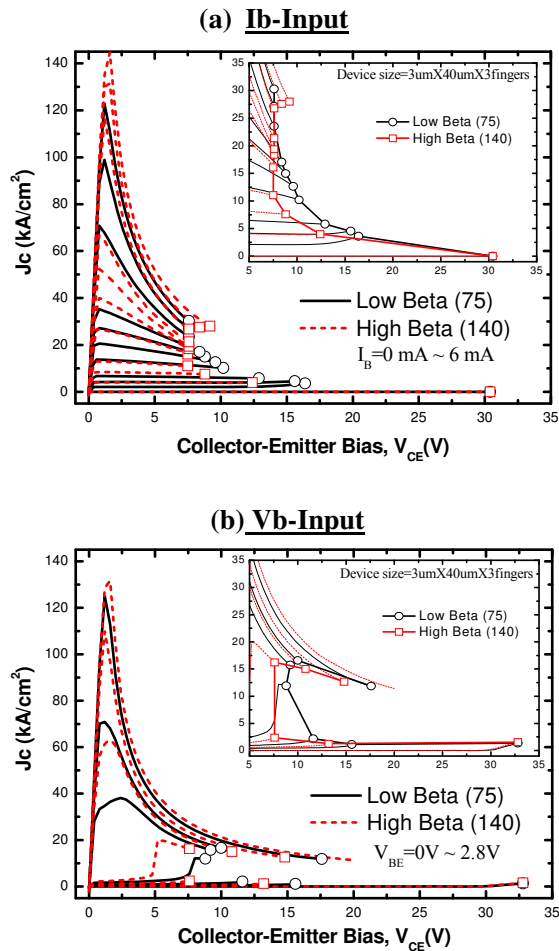 (a) Ib-Input
Jc (kA/cm²)
140
120
100
80
60
40
20
0
0 5 10 15 20 25 30 35
Collector-Emitter Bias, V_CE(V)
Device size=3umX40umX3fingers
Low Beta (75)
High Beta (140)
35
30
25
20
15
10
5
0
5 10 15 20 25 30 35
Low Beta (75)
High Beta (140)
I_B=0 mA ~ 6 mA
(b) Vb-Input
Jc (kA/cm²)
140
120
100
80
60
40
20
0
0 5 10 15 20 25 30 35
Collector-Emitter Bias, V_CE(V)
Device size=3umX40umX3fingers
Low Beta (75)
High Beta (140)
35
30
25
20
15
10
5
0
5 10 15 20 25 30 35
Low Beta (75)
High Beta (140)
V_BE=0V ~ 2.8V